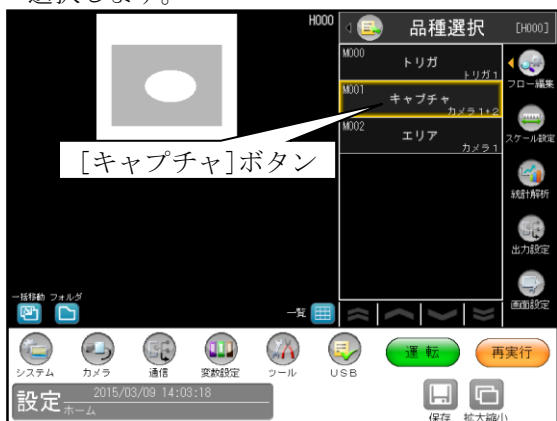 選択します。
H000
品種選択
[H000]
M000
トリガ
トリガ1
M001
キャプチャ
カメラ1+2
M002
エリア
カメラ1
[キャプチャ]ボタン
フロー編集
スケール設定
統計解析
出力設定
画面設定
一括移動 フォルダ
一覧
システム
カメラ
通信
変数設定
ツール
USB
運転
再実行
設定
2015/03/09 14:03:18
ホーム
保存
拡大縮小